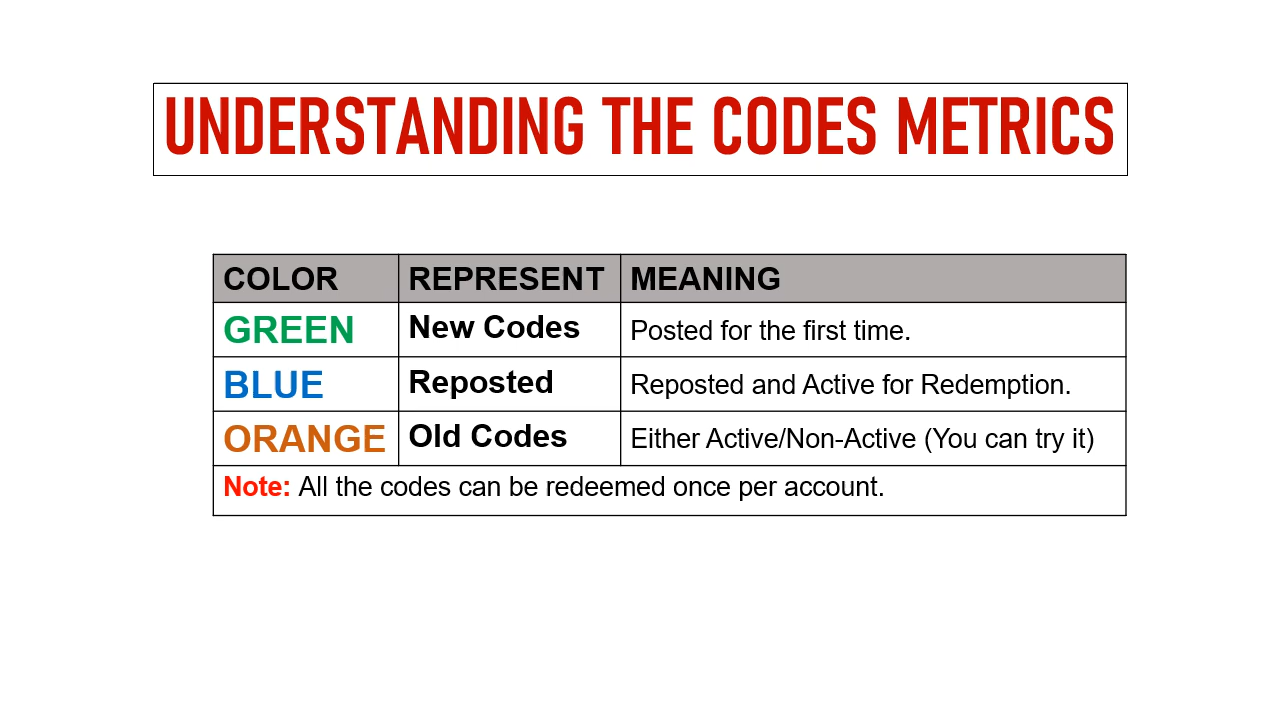 UNDERSTANDING THE CODES METRICS
COLOR REPRESENT MEANING
GREEN New Codes Posted for the first time.
BLUE Reposted Reposted and Active for Redemption.
ORANGE Old Codes Either Active/Non-Active (You can try it)
Note: All the codes can be redeemed once per account.